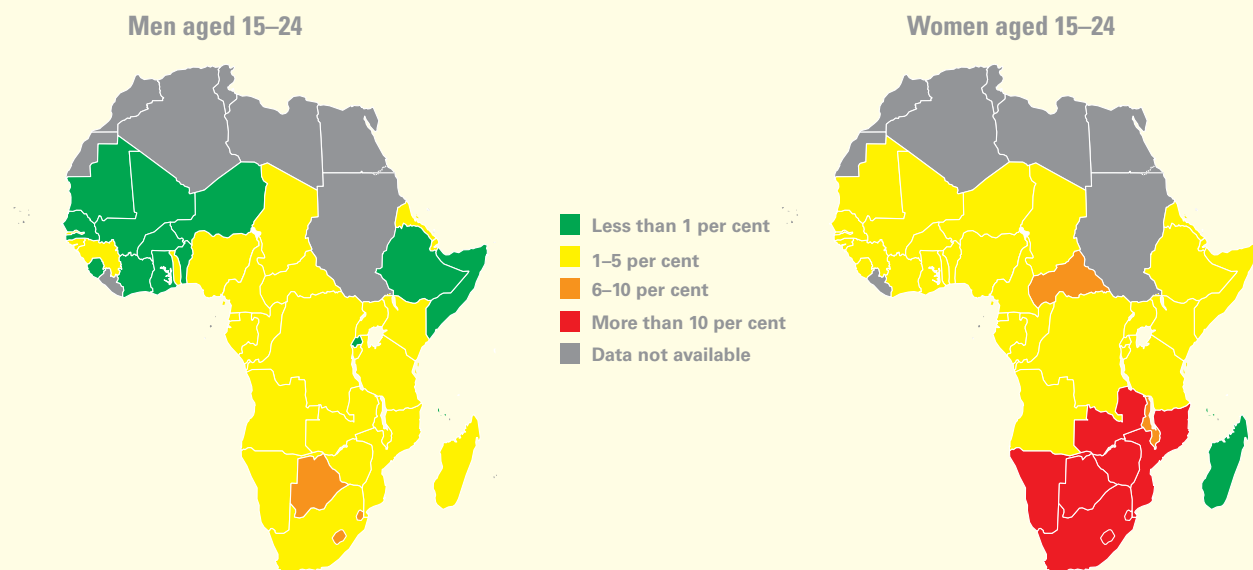 Men aged 15–24
Women aged 15–24
Less than 1 per cent
1–5 per cent
6–10 per cent
More than 10 per cent
Data not available